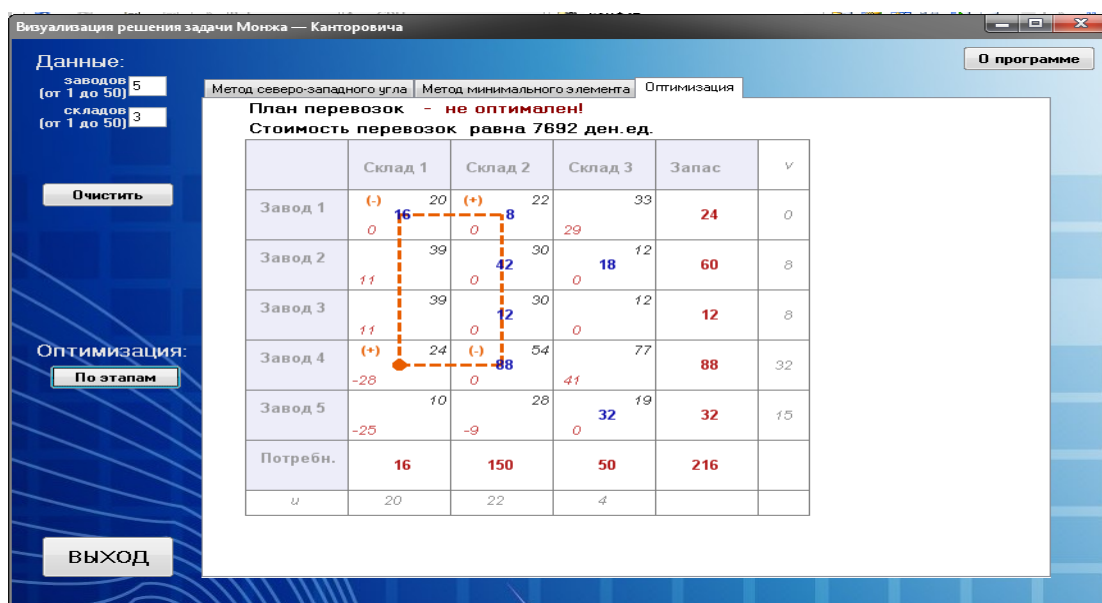 Визуализация решения задачи Монжа — Канторовича
О программе
Данные:
заводов 5
(от 1 до 50)
складов 3
(от 1 до 50)
Очистить
Оптимизация:
По этапам
ВЫХОД
Метод северо-западного угла Метод минимального элемента Оптимизация
План перевозок - не оптимален!
Стоимость перевозок равна 7692 ден.ед.
Склад 1 Склад 2 Склад 3 Запас v
Завод 1 (-) 20 (+) 22 33
16 8 24 0
0 0 29
Завод 2 39 30 12
42 18 60 8
11 0 0
Завод 3 39 30 12
12 12 8
11 0 0
Завод 4 (+) 24 (-) 54 77
88 88 32
-28 0 41
Завод 5 10 28 19
32 32 15
-25 -9 0
Потребн. 16 150 50 216
u 20 22 4